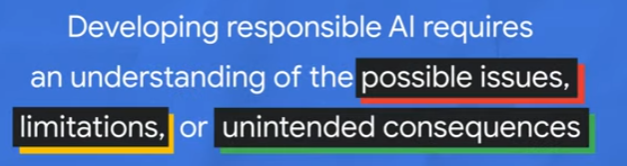 Developing responsible AI requires
an understanding of the possible issues,
limitations, or unintended consequences